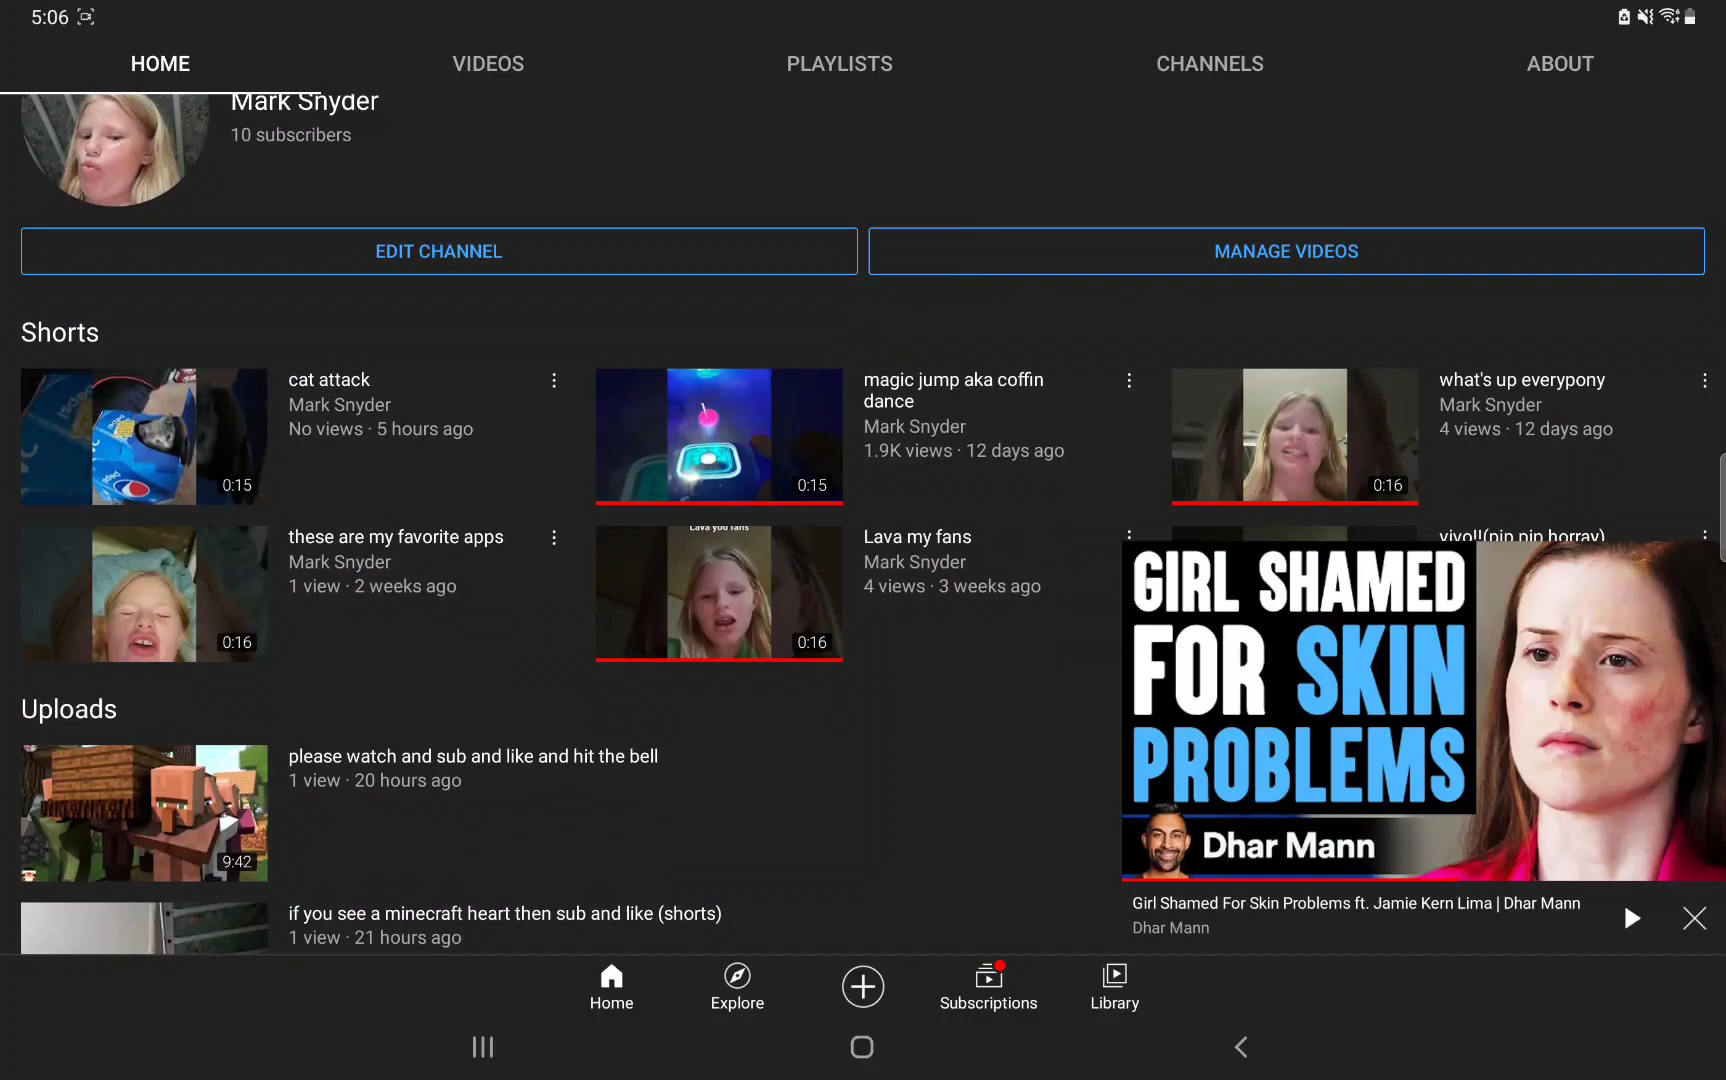 5:06
HOME
VIDEOS
PLAYLISTS
CHANNELS
ABOUT
Mark Snyder
10 subscribers
EDIT CHANNEL
MANAGE VIDEOS
Shorts
0:15
cat attack
Mark Snyder
No views · 5 hours ago
0:15
magic jump aka coffin
dance
Mark Snyder
1.9K views · 12 days ago
0:16
what's up everypony
Mark Snyder
4 views · 12 days ago
0:16
these are my favorite apps
Mark Snyder
1 view · 2 weeks ago
Lava you fans
0:16
Lava my fans
Mark Snyder
4 views · 3 weeks ago
vivo!!(pip pip horray)
GIRL SHAMED
FOR SKIN
PROBLEMS
Dhar Mann
Girl Shamed For Skin Problems ft. Jamie Kern Lima | Dhar Mann
Dhar Mann
Uploads
9:42
please watch and sub and like and hit the bell
1 view · 20 hours ago
if you see a minecraft heart then sub and like (shorts)
1 view · 21 hours ago
Home
Explore
Subscriptions
Library